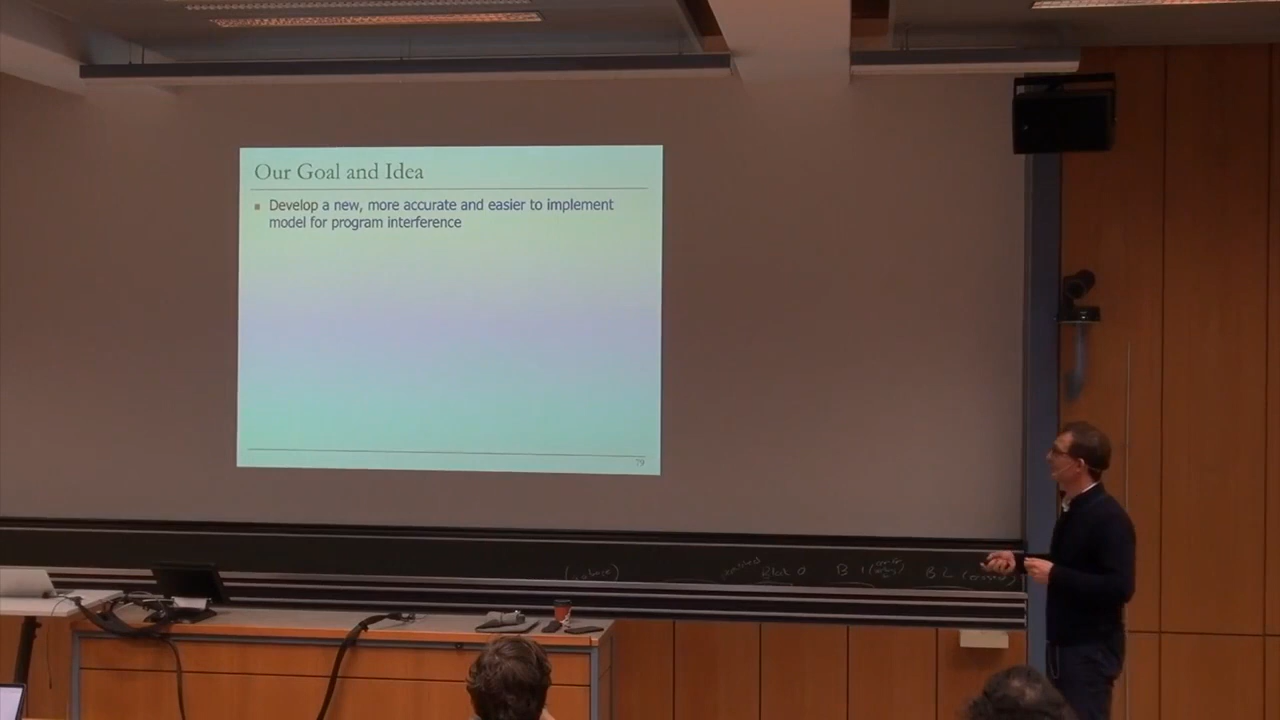 Our Goal and Idea
▪ Develop a new, more accurate and easier to implement
model for program interference
79